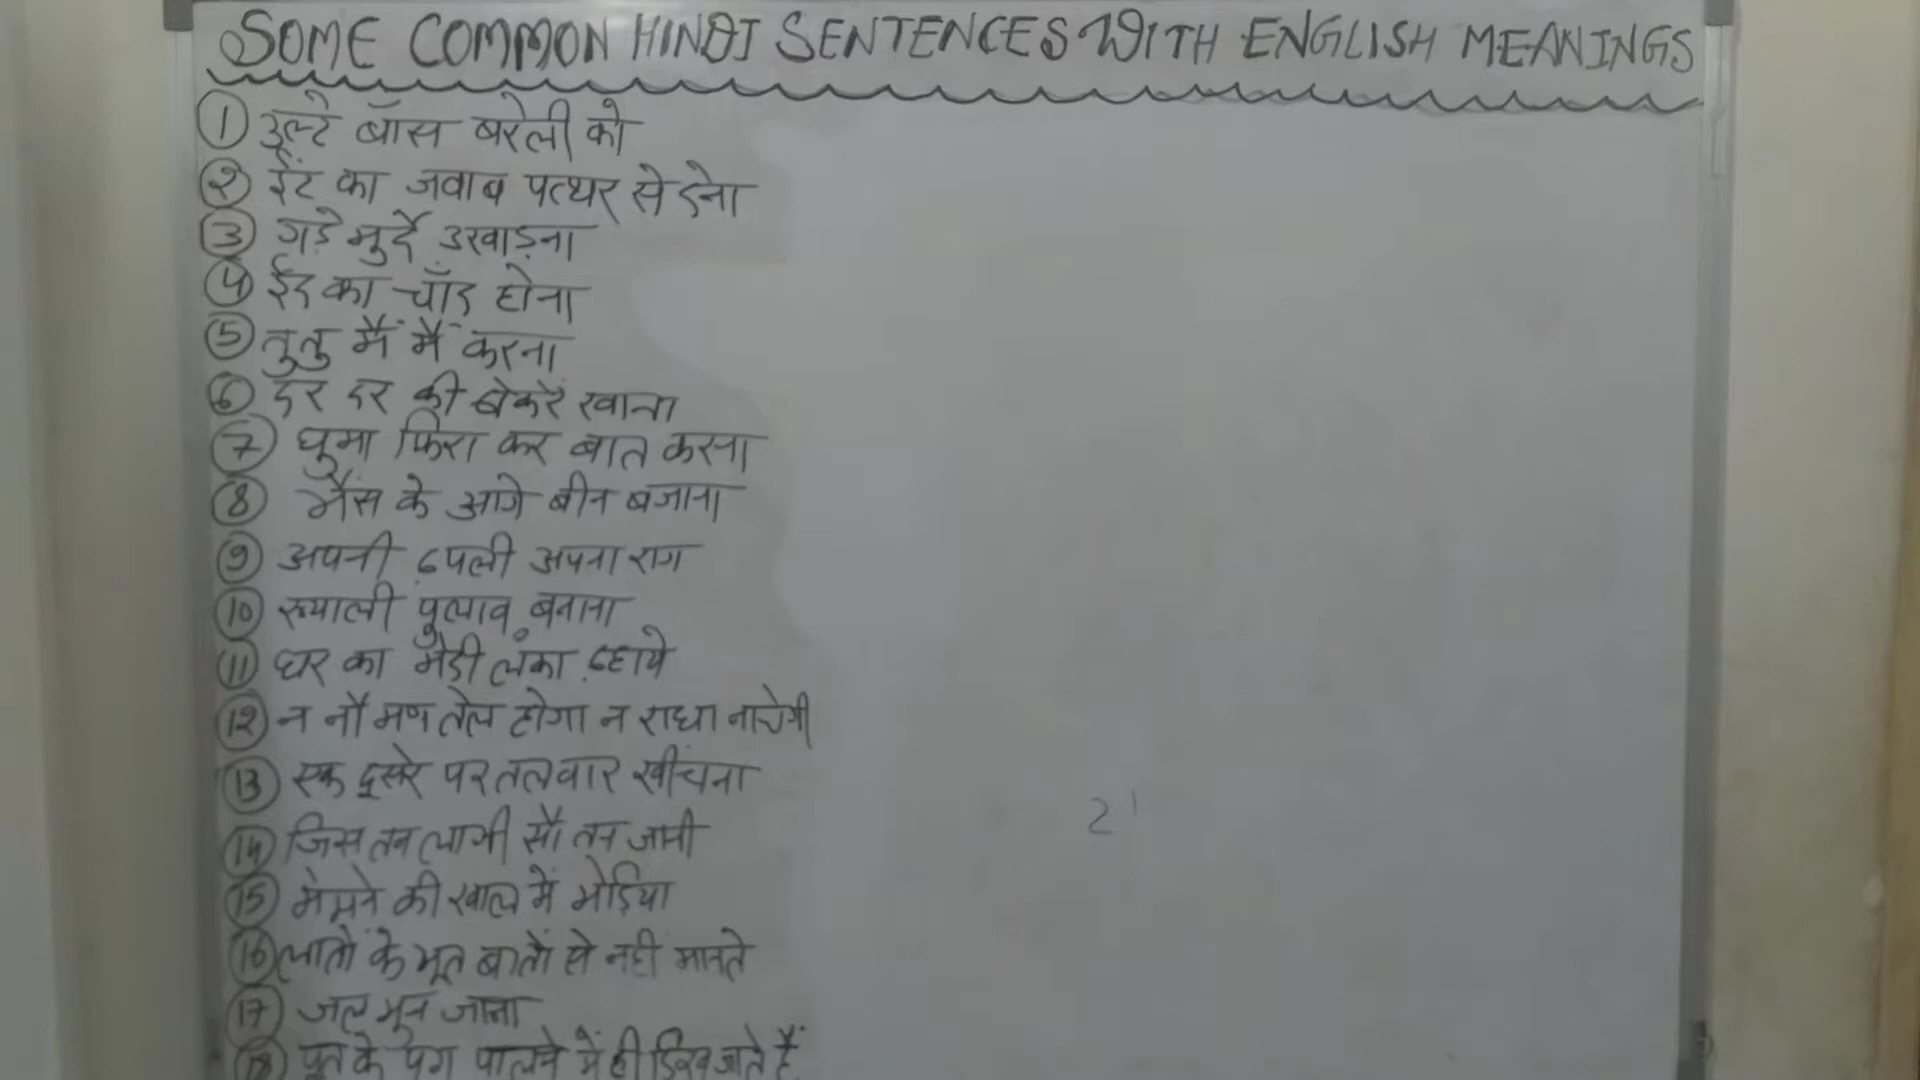 SOME COMMON HINDI SENTENCES WITH ENGLISH MEANINGS
1 उल्टे बाँस बरेली को
2 ईंट का जवाब पत्थर से देना
3 गड़े मुर्दे उखाड़ना
4 ईद का चाँद होना
5 तुतु मैं मैं करना
6 दर दर की ठोकरें खाना
7 घुमा फिरा कर बात करना
8 भैंस के आगे बीन बजाना
9 अपनी ढपली अपना राग
10 ख्याली पुलाव बनाना
11 घर का भेदी लंका ढहाये
12 न नौ मण तेल होगा न राधा नाचेगी
13 एक दूसरे पर तलवार खींचना
14 जिस तन लागी सौ तन जानी
15 मेमने की खाल में भेड़िया
16 लातों के भूत बातों से नही मानते
17 जल भुन जाना
18 पूत के पग पालने में ही दिख जाते हैं